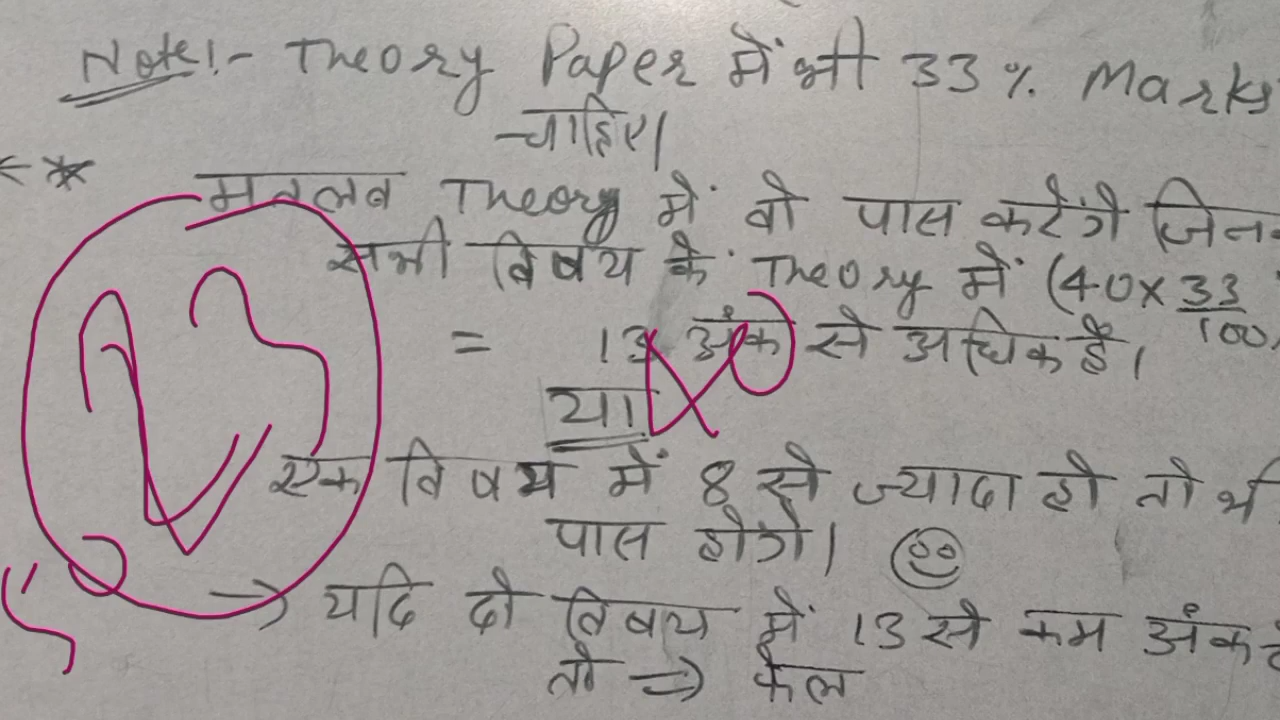 Note:- Theory Paper में भी 33% Marks
चाहिए।
* मतलब Theory में वो पास करेंगे
सभी विषय के Theory में (40 × 33/100
= 13 अंक से अधिक है।
या
एक विषय में 8 से ज्यादा हो तो
पास होगे।
→ यदि दो विषय में 13 से कम अंक
तो ⇒ फेल